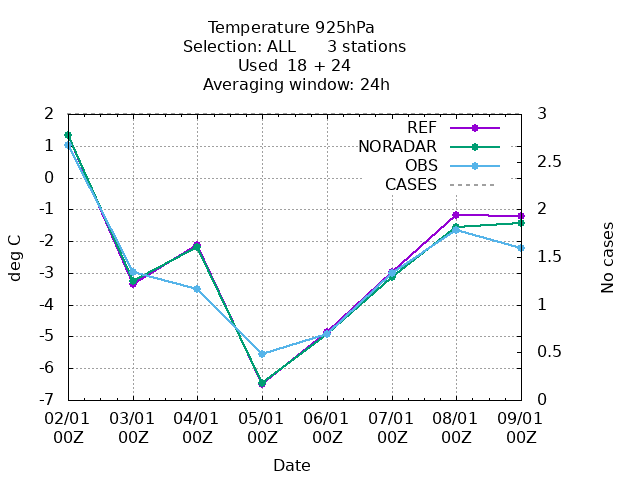 Temperature 925hPa
Selection: ALL      3 stations
Used  18 + 24
Averaging window: 24h
REF
NORADAR
OBS
CASES
deg C
2
1
0
-1
-2
-3
-4
-5
-6
-7
No cases
3
2.5
2
1.5
1
0.5
0
02/01 03/01 04/01 05/01 06/01 07/01 08/01 09/01
00Z 00Z 00Z 00Z 00Z 00Z 00Z 00Z
Date